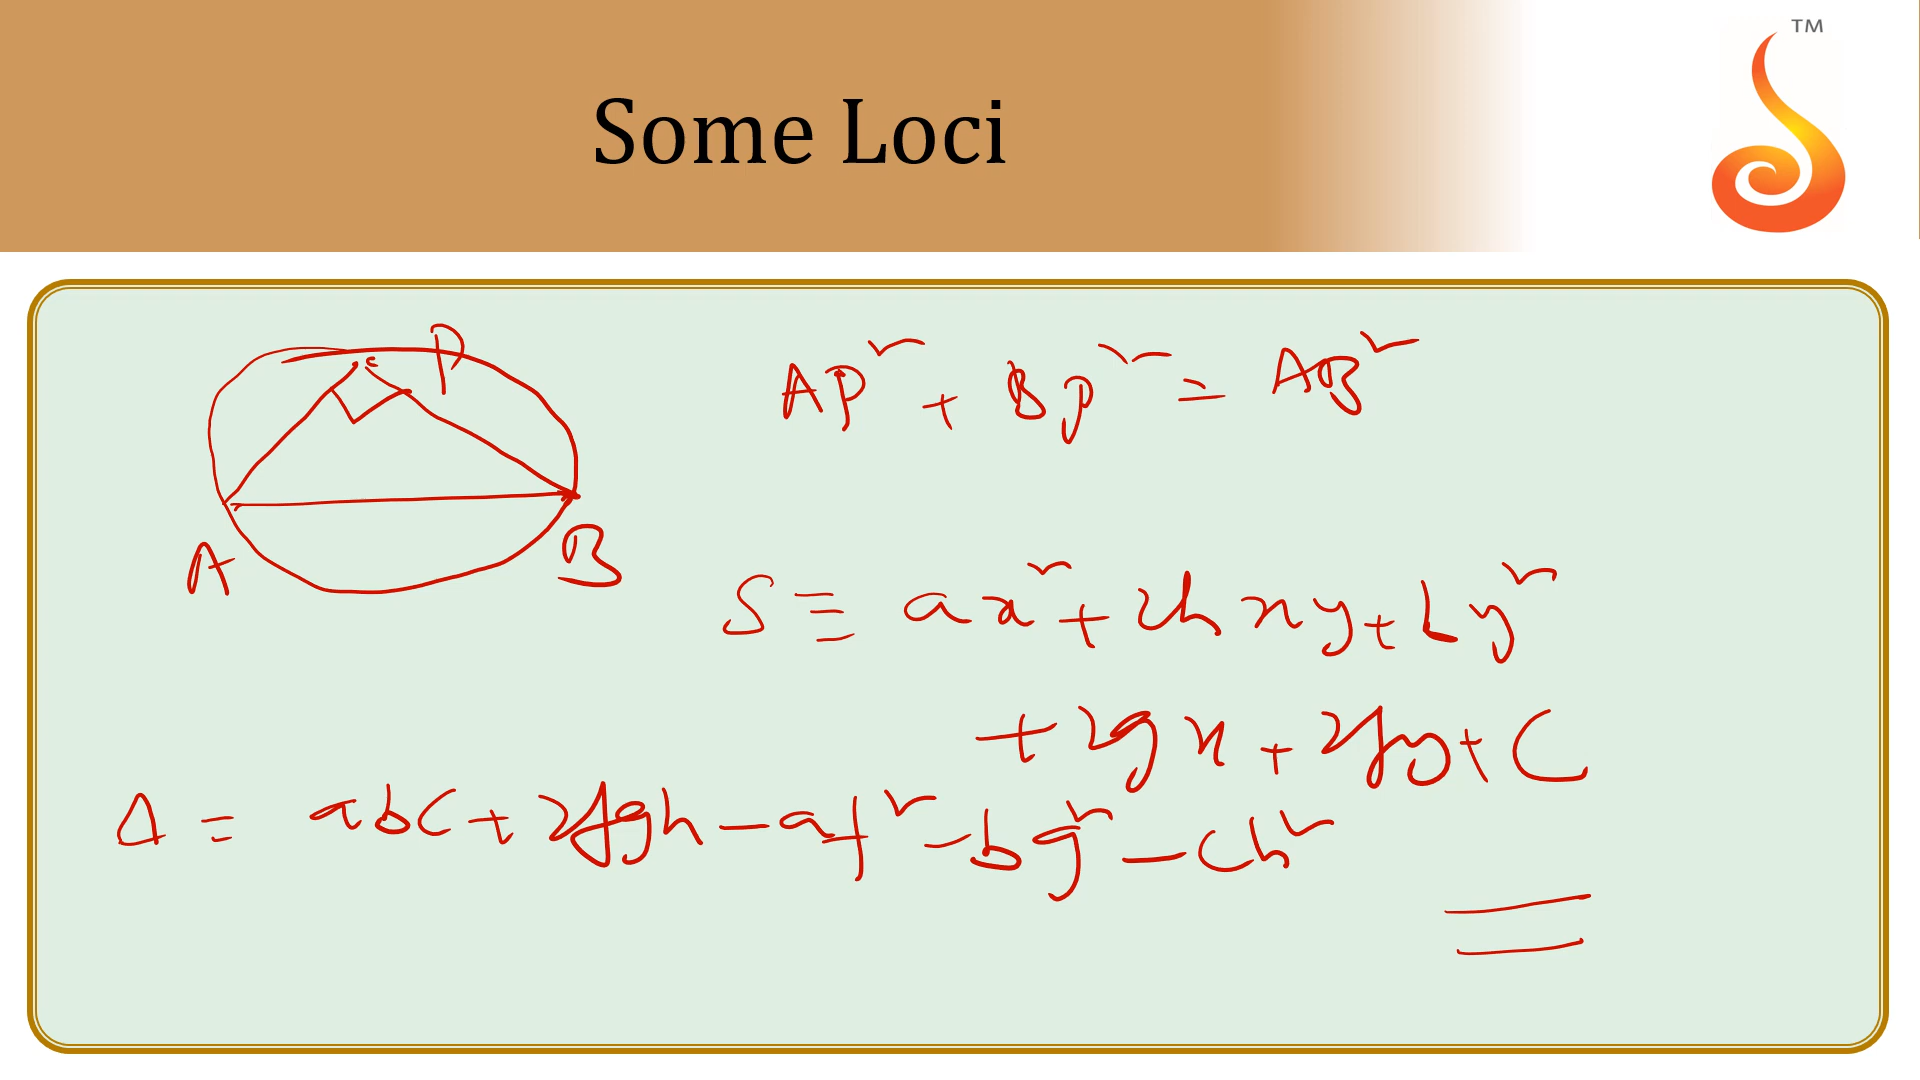 TM
Some Loci
P
A
B
AP² + BP² = AB²
S ≡ ax² + 2hxy + by²
+ 2gx + 2fy + c
Δ = abc + 2fgh - af² - bg² - ch²